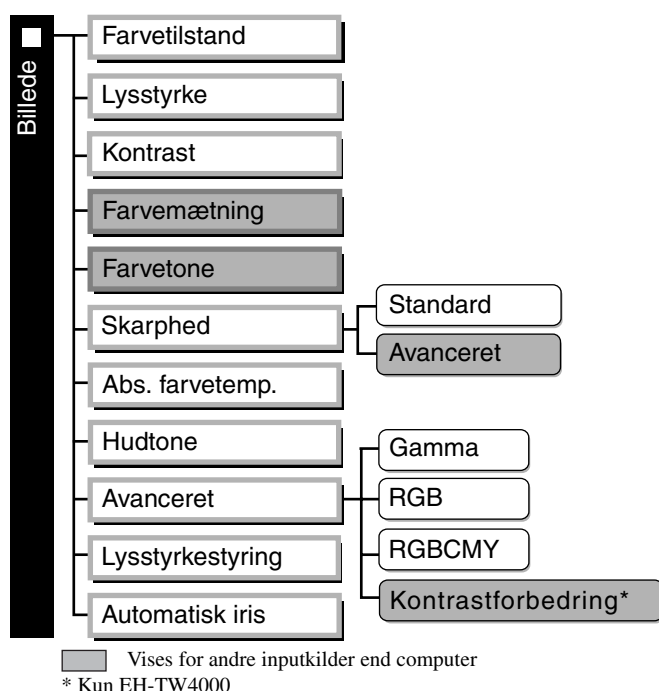 Billede
Farvetilstand
Lysstyrke
Kontrast
Farvemætning
Farvetone
Skarphed
Standard
Avanceret
Abs. farvetemp.
Hudtone
Avanceret
Gamma
RGB
RGBCMY
Kontrastforbedring*
Lysstyrkestyring
Automatisk iris
Vises for andre inputkilder end computer
* Kun EH-TW4000